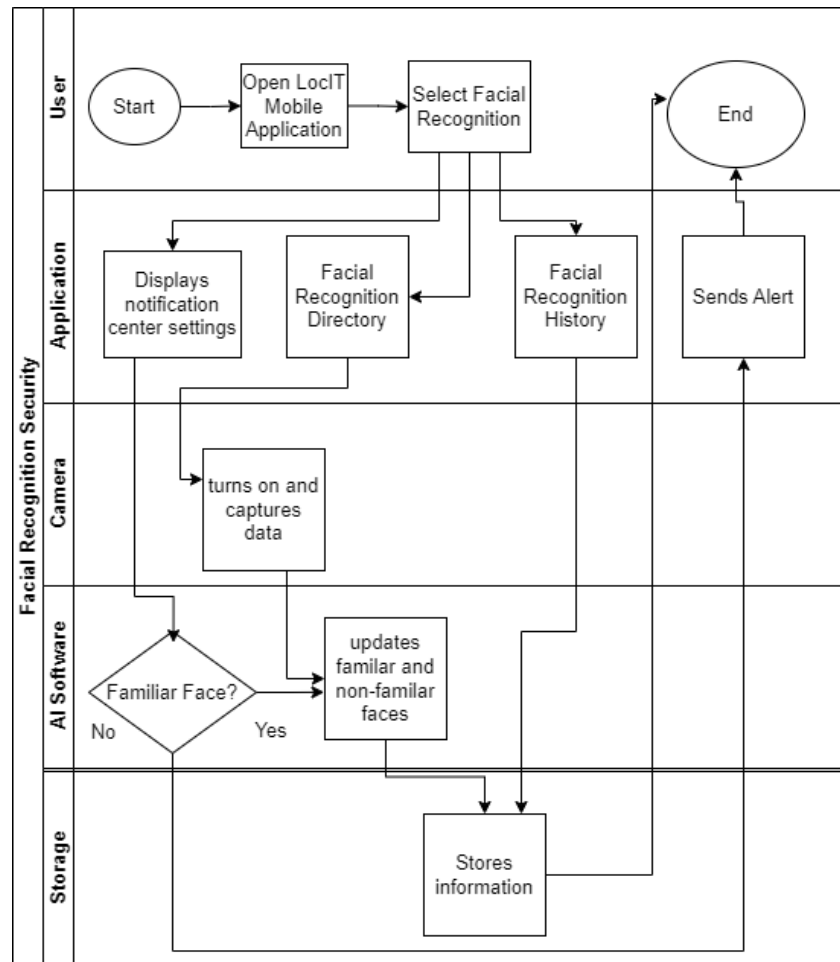 Facial Recognition Security
User
Start
Open LocIT
Mobile
Application
Select Facial
Recognition
End
Application
Displays
notification
center settings
Facial
Recognition
Directory
Facial
Recognition
History
Sends Alert
Camera
turns on and
captures
data
AI Software
Familiar Face?
No
Yes
updates
familar and
non-familar
faces
Storage
Stores
information